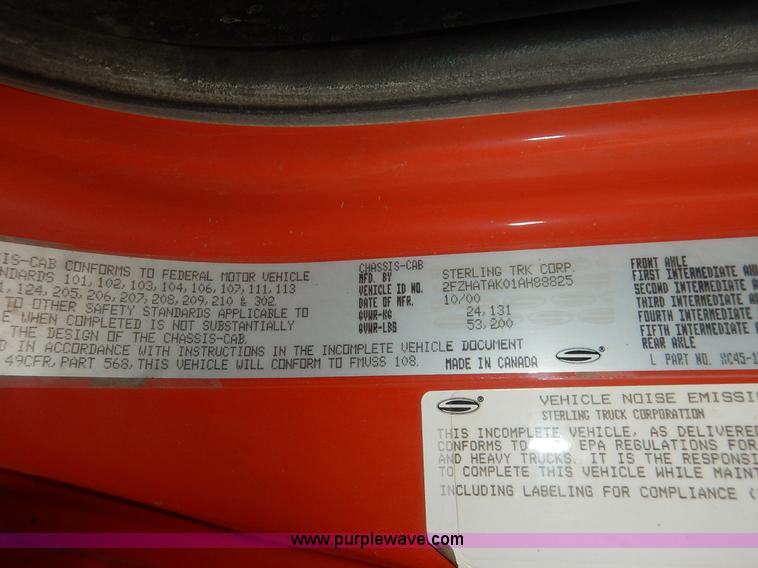 SIS-CAB CONFORMS TO FEDERAL MOTOR VEHICLE
NDARDS 101, 102, 103, 104, 106, 107, 111, 113
1, 124, 205, 206, 207, 208, 209, 210 & 302.
TO OTHER SAFETY STANDARDS APPLICABLE TO
LE WHEN COMPLETED IS NOT SUBSTANTIALLY
THE DESIGN OF THE CHASSIS-CAB.
D IN ACCORDANCE WITH INSTRUCTIONS IN THE INCOMPLETE VEHICLE DOCUMENT
49CFR, PART 568, THIS VEHICLE WILL CONFORM TO FMVSS 108.
CHASSIS-CAB
MFD. BY STERLING TRK CORP.
VEHICLE ID NO. 2FZHATAK01AH88825
DATE OF MFR. 10/00
GVWR-KG 24,131
GVWR-LBS 53,200
MADE IN CANADA
FRONT AXLE
FIRST INTERMEDIATE AX
SECOND INTERMEDIATE A
THIRD INTERMEDIATE AX
FOURTH INTERMEDIATE
FIFTH INTERMEDIATE A
REAR AXLE
L PART NO. XC45-1
VEHICLE NOISE EMISSIO
STERLING TRUCK CORPORATION
THIS INCOMPLETE VEHICLE, AS DELIVERED
CONFORMS TO EPA REGULATIONS FOR
AND HEAVY TRUCKS. IT IS THE RESPONSI
TO COMPLETE THIS VEHICLE WHILE MAINT
INCLUDING LABELING FOR COMPLIANCE (
www.purplewave.com